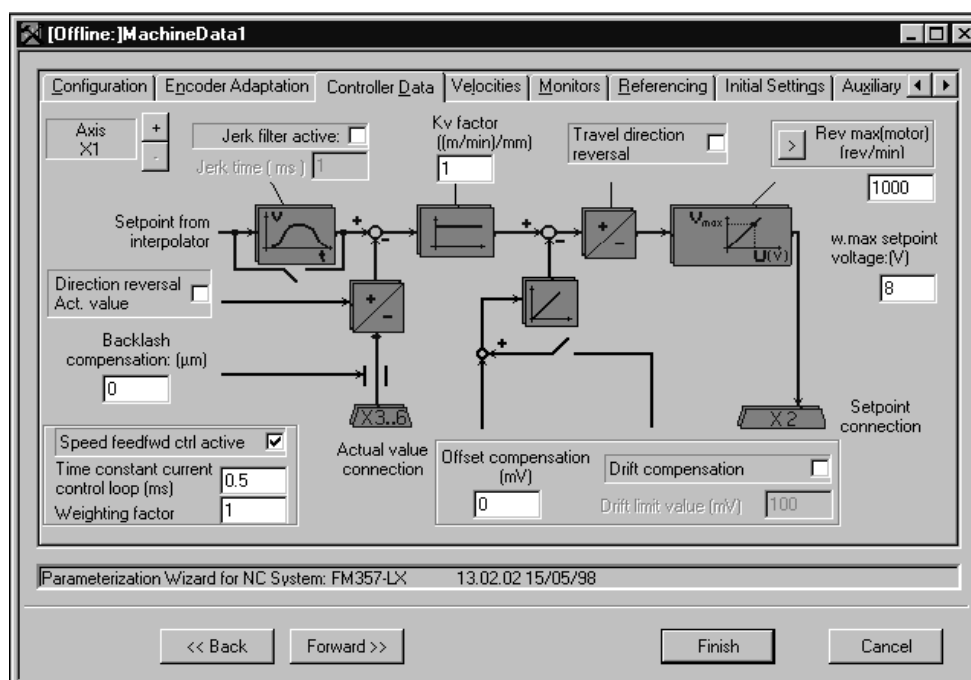 [Offline:]MachineData1
Configuration
Encoder Adaptation
Controller Data
Velocities
Monitors
Referencing
Initial Settings
Auxiliary
Axis
X1
+
-
Jerk filter active:
Jerk time ( ms )
1
Kv factor
((m/min)/mm)
1
Travel direction
reversal
>
Rev max(motor)
(rev/min)
1000
Setpoint from
interpolator
V
t
+
-
+
-
+
-
Vmax
U(V)
w.max setpoint
voltage:(V)
8
Direction reversal
Act. value
+
-
Backlash
compensation: (µm)
0
+
+
X3..6
Actual value
connection
X2
Setpoint
connection
Speed feedfwd ctrl active
Time constant current
control loop (ms)
0.5
Weighting factor
1
Offset compensation
(mV)
0
Drift compensation
Drift limit value (mV)
100
Parameterization Wizard for NC System: FM357-LX 13.02.02 15/05/98
<< Back
Forward >>
Finish
Cancel